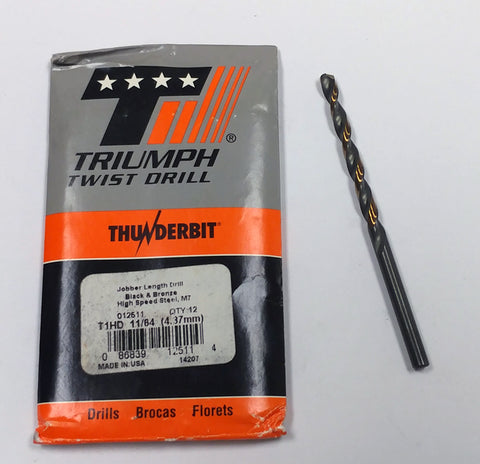 ★★★★
T
®
TRIUMPH
TWIST DRILL
THUNDERBIT®
Jobber Length Drill
Black & Bronze
High Speed Steel, M7
012511 QTY:12
T1HD 11/64 (4.37mm)
0 86839 12511 4
MADE IN USA 14207
Drills Brocas Florets